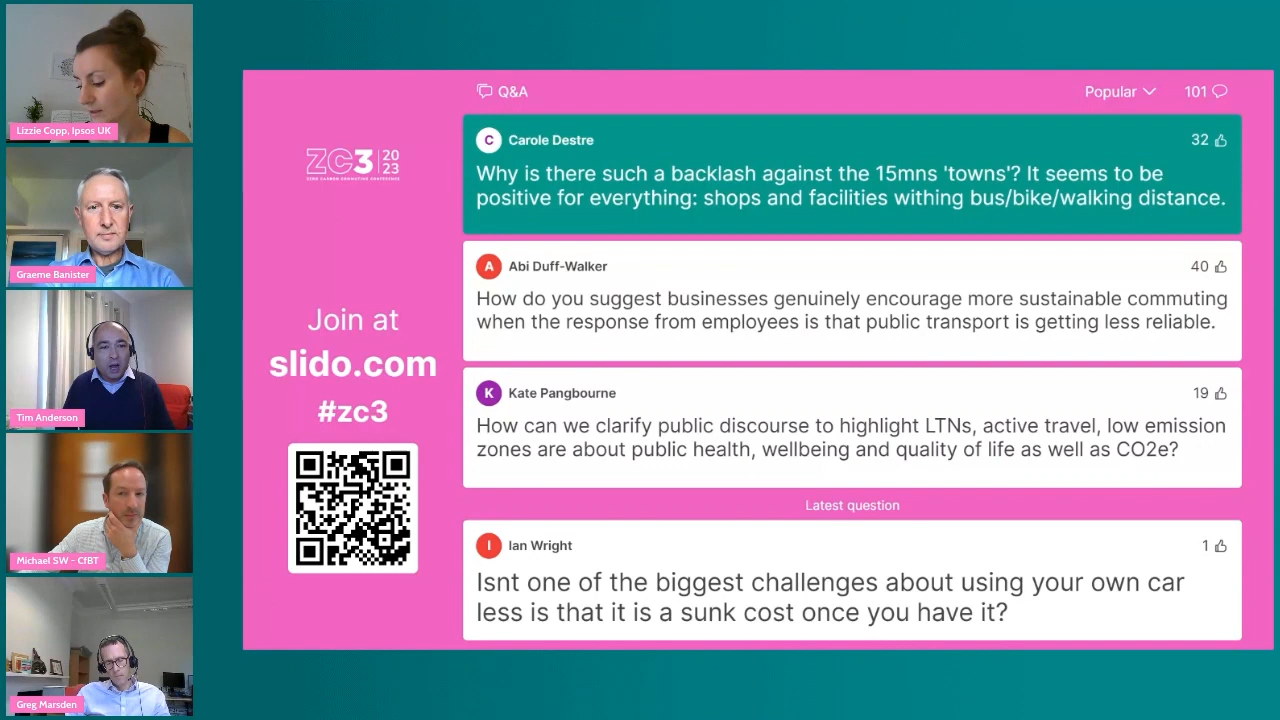 Lizzie Copp, Ipsos UK
Graeme Banister
Tim Anderson
Michael SW - CfBT
Greg Marsden
ZC3 20
23
ZERO CARBON COMMUTING CONFERENCE
Join at
slido.com
#zc3
Q&A
Popular
101
C
Carole Destre
32
Why is there such a backlash against the 15mns 'towns'? It seems to be
positive for everything: shops and facilities withing bus/bike/walking distance.
A
Abi Duff-Walker
40
How do you suggest businesses genuinely encourage more sustainable commuting
when the response from employees is that public transport is getting less reliable.
K
Kate Pangbourne
19
How can we clarify public discourse to highlight LTNs, active travel, low emission
zones are about public health, wellbeing and quality of life as well as CO2e?
Latest question
I
Ian Wright
1
Isnt one of the biggest challenges about using your own car
less is that it is a sunk cost once you have it?